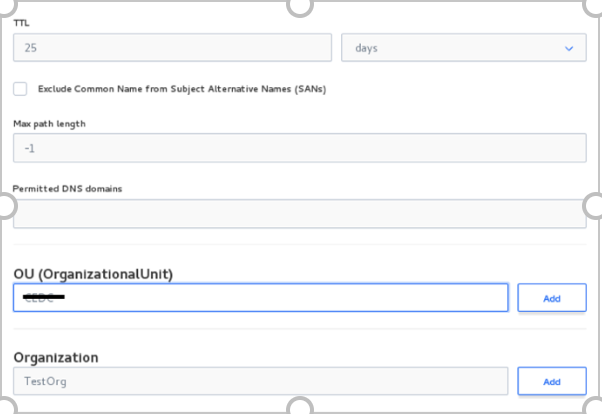 TTL
25 days
Exclude Common Name from Subject Alternative Names (SANs)
Max path length
-1
Permitted DNS domains
OU (OrganizationalUnit)
Add
Organization
TestOrg Add